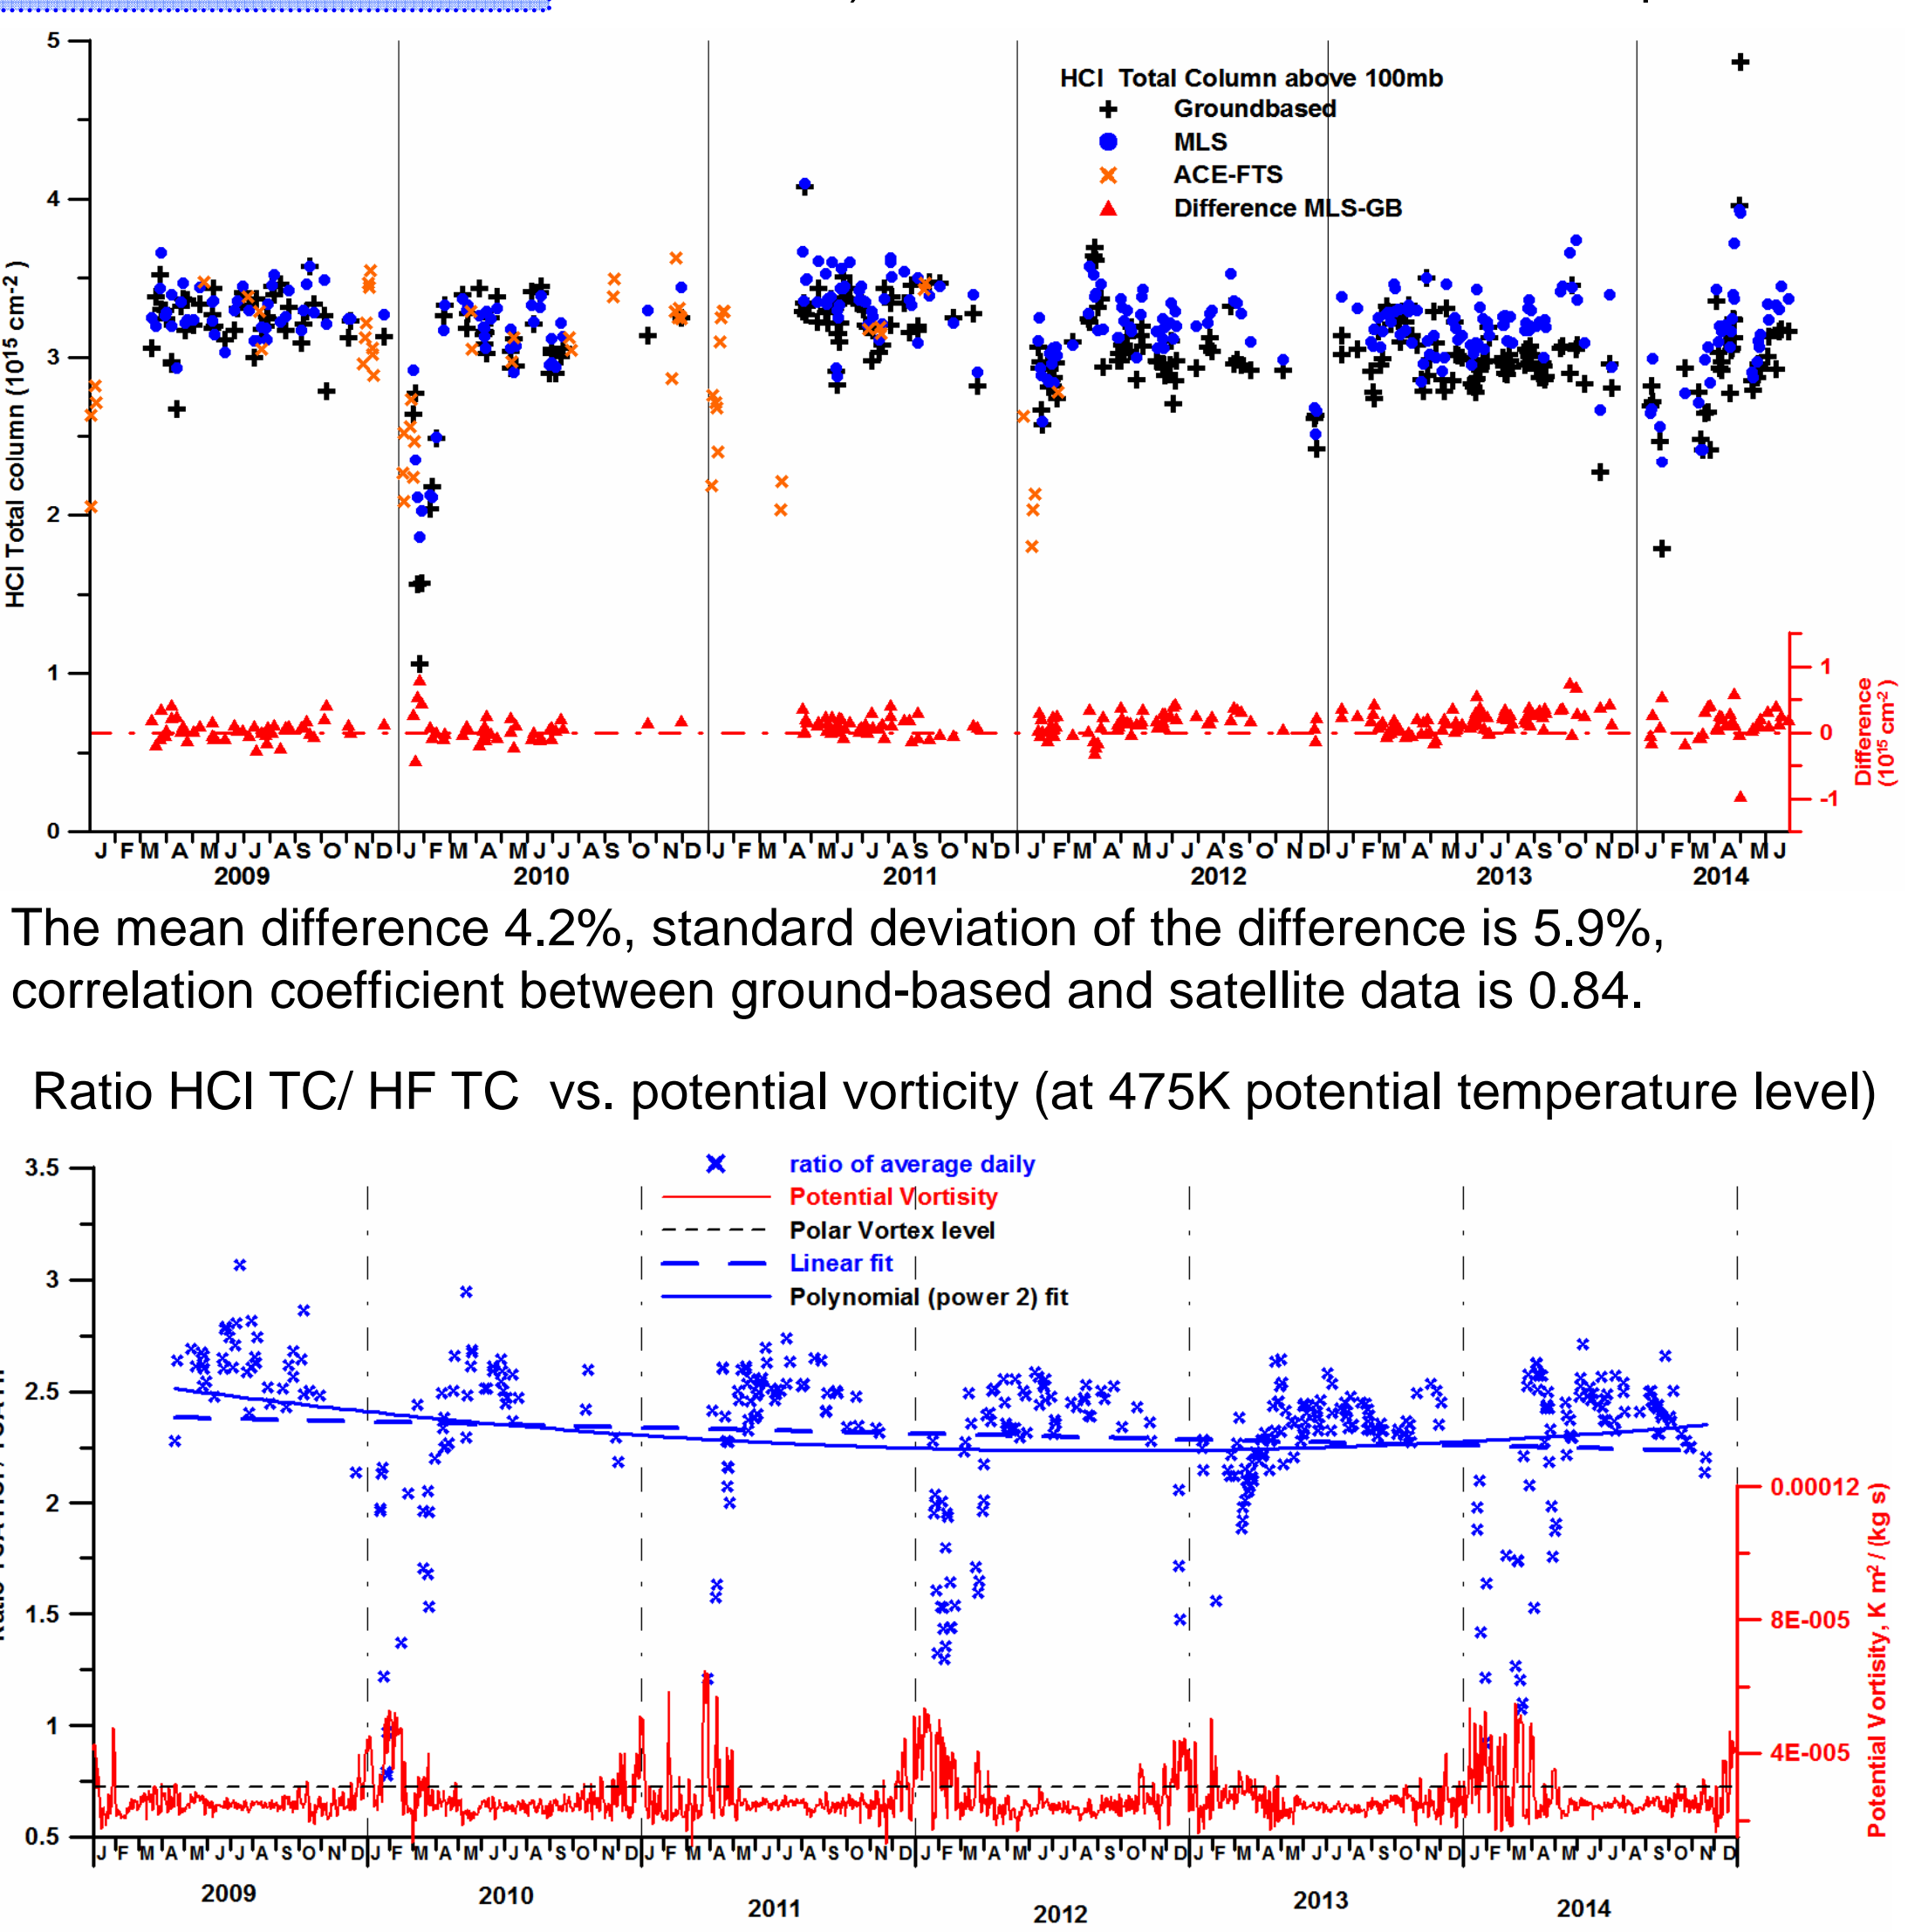 HCl Total Column above 100mb
Groundbased
MLS
ACE-FTS
Difference MLS-GB
5
4
3
2
1
0
HCl Total column (10¹⁵ cm⁻²)
1
0
-1
Difference
(10¹⁵ cm⁻²)
J F M A M J J A S O N D J F M A M J J A S O N D J F M A M J J A S O N D J F M A M J J A S O N D J F M A M J J A S O N D J F M A M J
2009 2010 2011 2012 2013 2014
The mean difference 4.2%, standard deviation of the difference is 5.9%,
correlation coefficient between ground-based and satellite data is 0.84.
Ratio HCl TC/ HF TC vs. potential vorticity (at 475K potential temperature level)
ratio of average daily
Potential Vortisity
Polar Vortex level
Linear fit
Polynomial (power 2) fit
3.5
3
2.5
2
1.5
1
0.5
0.00012
8E-005
4E-005
Potential Vortisity, K m² / (kg s)
J F M A M J J A S O N D J F M A M J J A S O N D J F M A M J J A S O N D J F M A M J J A S O N D J F M A M J J A S O N D J F M A M J J A S O N D
2009 2010 2011 2012 2013 2014